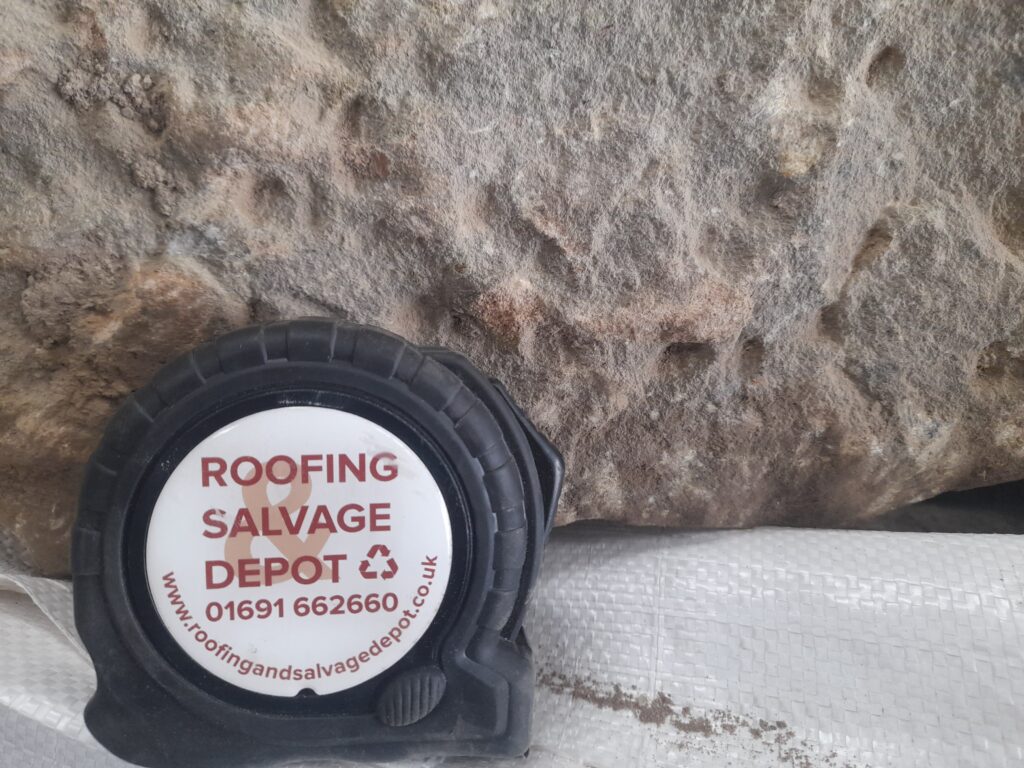 ROOFING
&
SALVAGE
DEPOT
01691 662660
www.roofingandsalvagedepot.co.uk